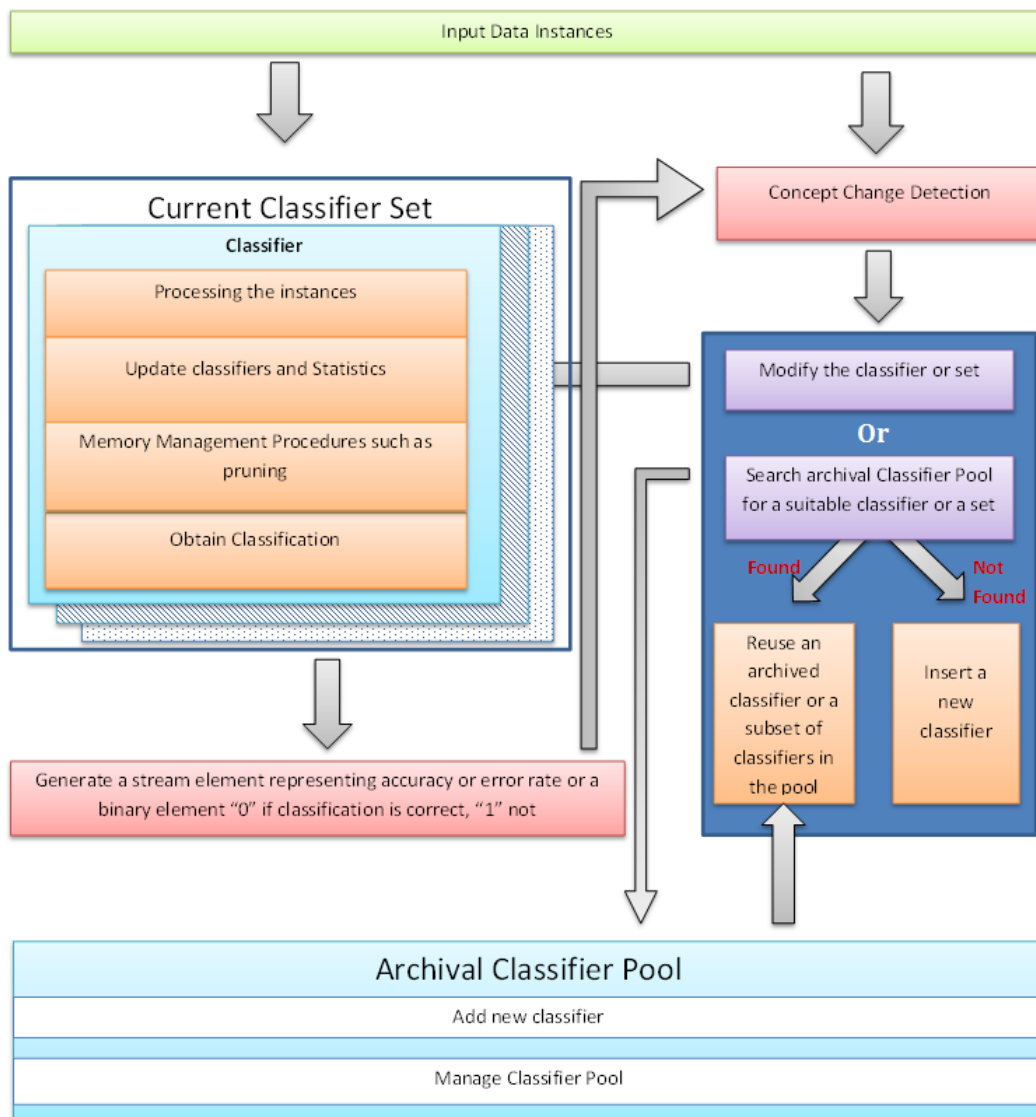 Input Data Instances
Current Classifier Set
Classifier
Processing the instances
Update classifiers and Statistics
Memory Management Procedures such as
pruning
Obtain Classification
Generate a stream element representing accuracy or error rate or a
binary element “0” if classification is correct, “1” not
Concept Change Detection
Modify the classifier or set
Or
Search archival Classifier Pool
for a suitable classifier or a set
Found
Not
Found
Reuse an
archived
classifier or a
subset of
classifiers in
the pool
Insert a
new
classifier
Archival Classifier Pool
Add new classifier
Manage Classifier Pool